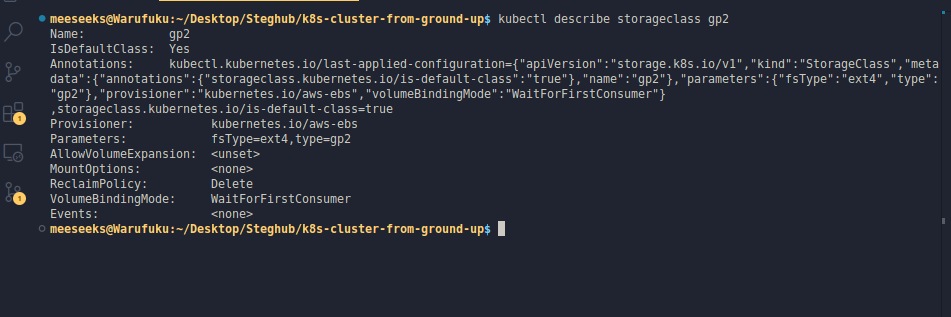 meeseeks@Warufuku:~/Desktop/Steghub/k8s-cluster-from-ground-up$ kubectl describe storageclass gp2
Name:            gp2
IsDefaultClass:  Yes
Annotations:     kubectl.kubernetes.io/last-applied-configuration={"apiVersion":"storage.k8s.io/v1","kind":"StorageClass","meta
data":{"annotations":{"storageclass.kubernetes.io/is-default-class":"true"},"name":"gp2"},"parameters":{"fsType":"ext4","type":
"gp2"},"provisioner":"kubernetes.io/aws-ebs","volumeBindingMode":"WaitForFirstConsumer"}
,storageclass.kubernetes.io/is-default-class=true
Provisioner:           kubernetes.io/aws-ebs
Parameters:            fsType=ext4,type=gp2
AllowVolumeExpansion:  <unset>
MountOptions:          <none>
ReclaimPolicy:         Delete
VolumeBindingMode:     WaitForFirstConsumer
Events:                <none>
meeseeks@Warufuku:~/Desktop/Steghub/k8s-cluster-from-ground-up$
1
1